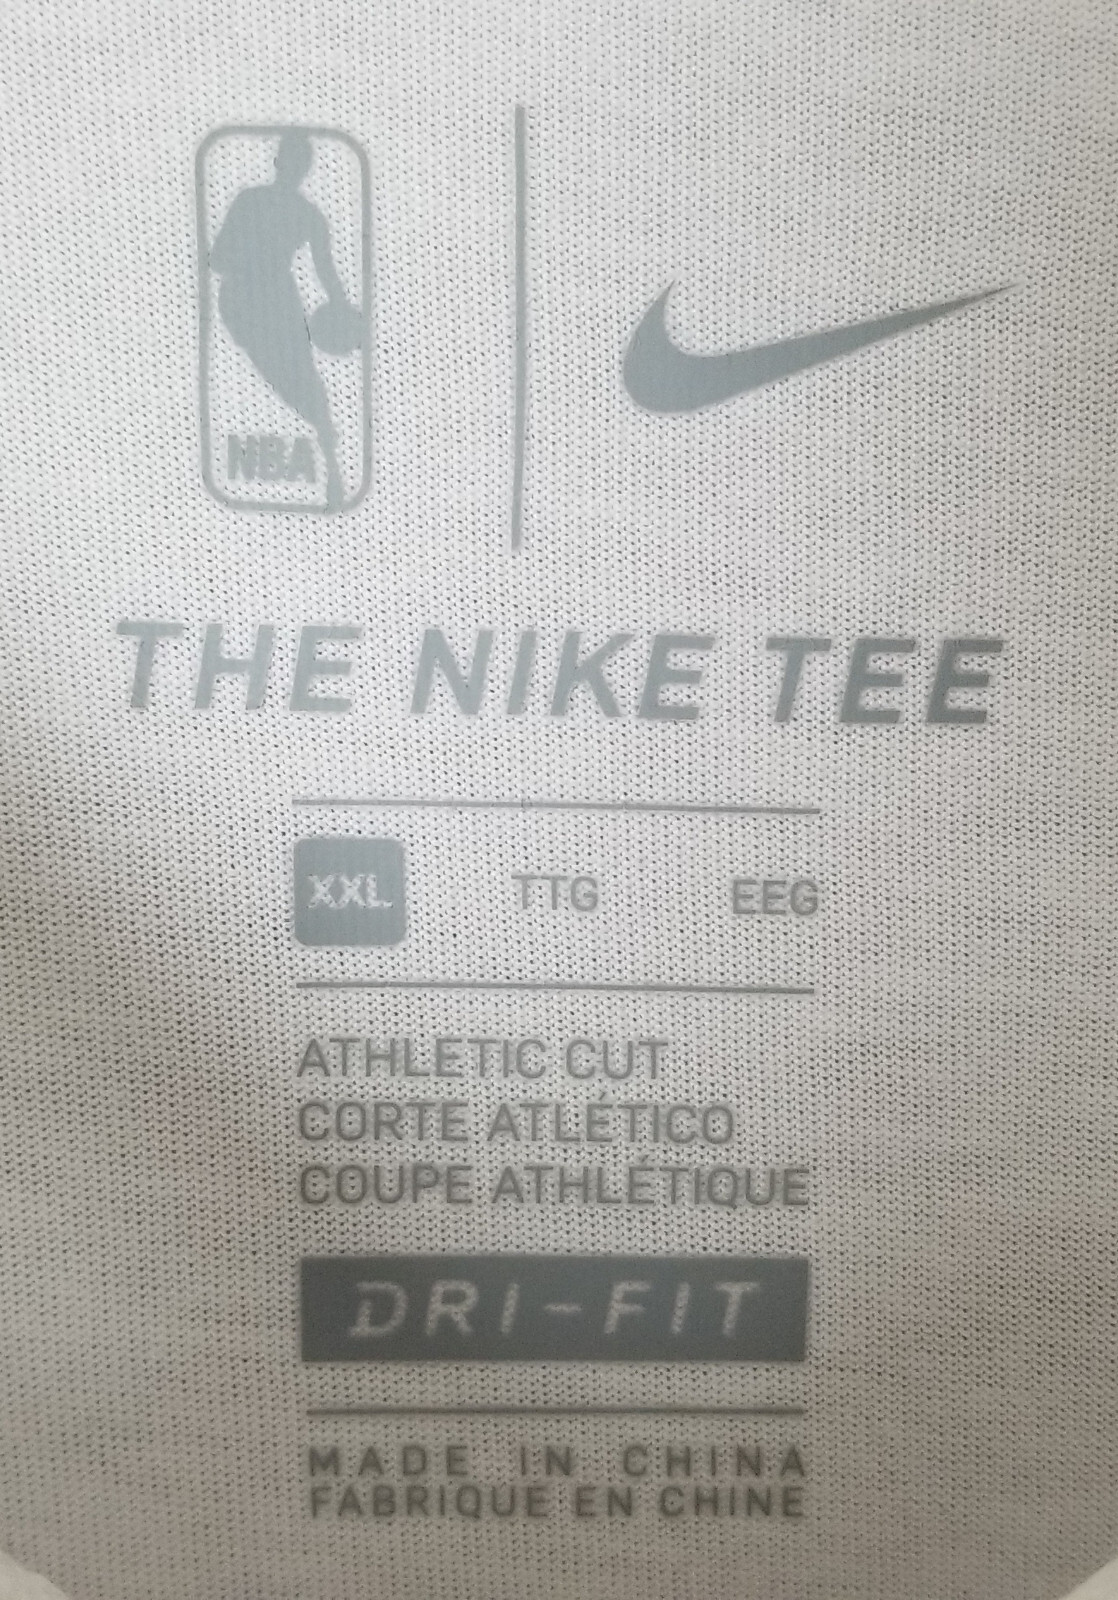 NBA
THE NIKE TEE
XXL TTG EEG
ATHLETIC CUT
CORTE ATLÉTICO
COUPE ATHLÉTIQUE
DRI-FIT
MADE IN CHINA
FABRIQUE EN CHINE